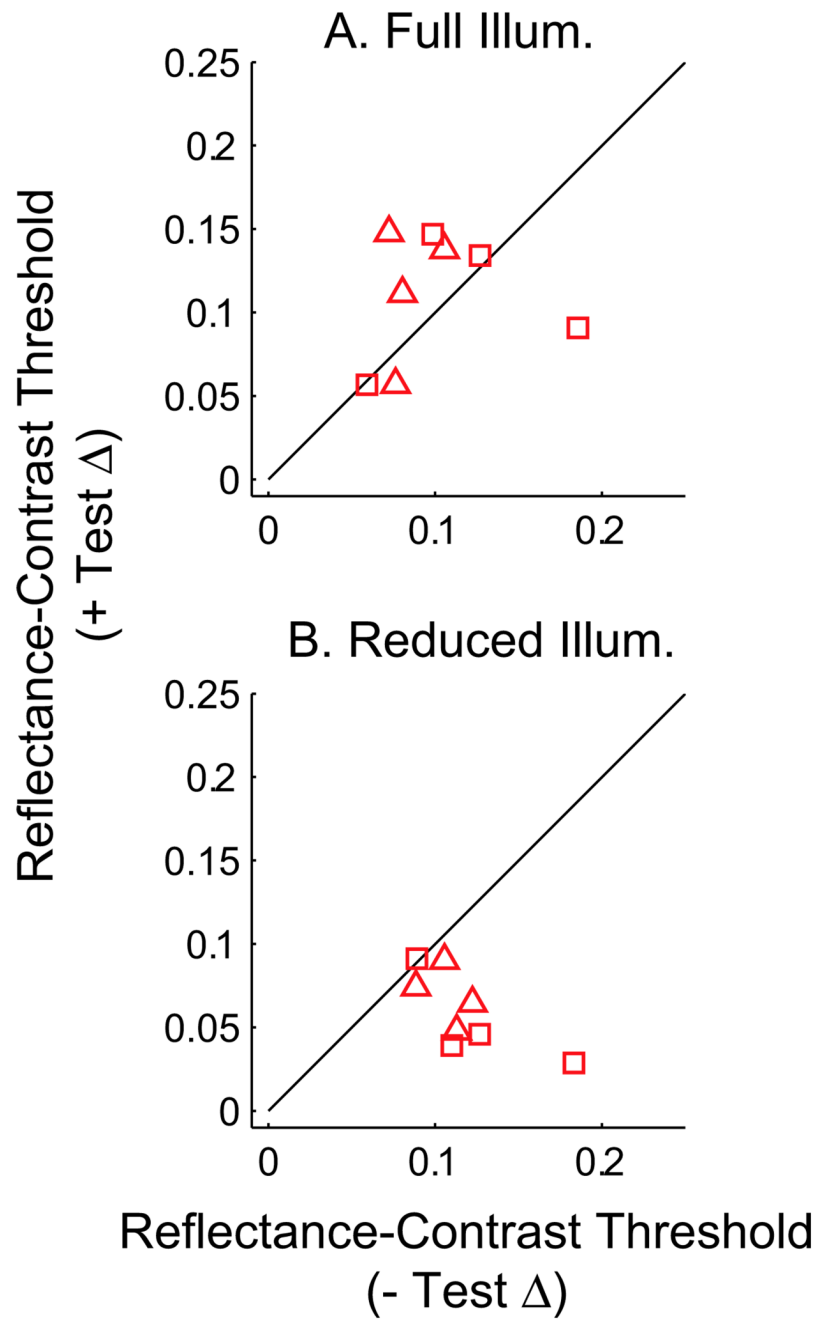 A. Full Illum.
0.25
0.2
0.15
0.1
0.05
0
0 0.1 0.2
Reflectance-Contrast Threshold
(+ Test Δ)
B. Reduced Illum.
0.25
0.2
0.15
0.1
0.05
0
0 0.1 0.2
Reflectance-Contrast Threshold
(- Test Δ)